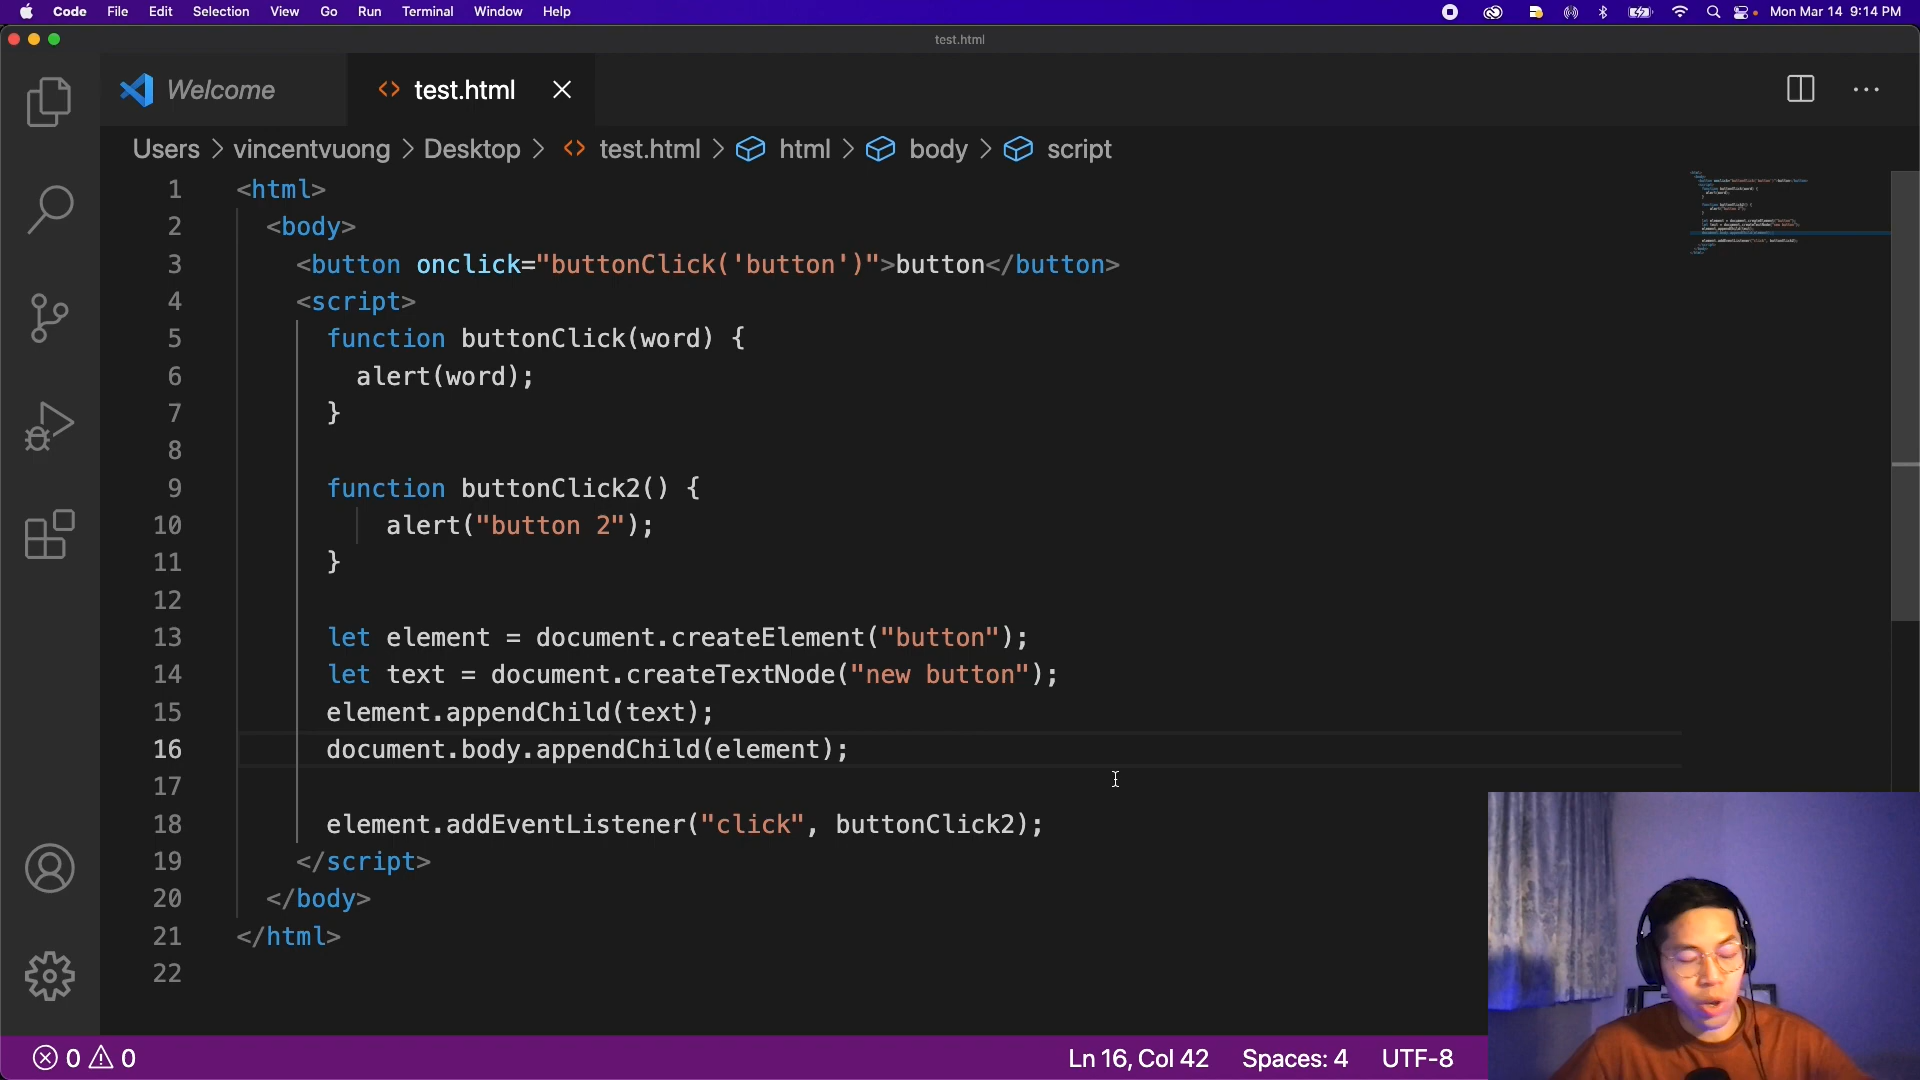 Code File Edit Selection View Go Run Terminal Window Help Mon Mar 14 9:14 PM
test.html
Welcome test.html
Users > vincentvuong > Desktop > <> test.html > html > body > script
1 <html>
2 <body>
3 <button onclick="buttonClick('button')">button</button>
4 <script>
5 function buttonClick(word) {
6 alert(word);
7 }
8
9 function buttonClick2() {
10 alert("button 2");
11 }
12
13 let element = document.createElement("button");
14 let text = document.createTextNode("new button");
15 element.appendChild(text);
16 document.body.appendChild(element);
17
18 element.addEventListener("click", buttonClick2);
19 </script>
20 </body>
21 </html>
22
0 0 Ln 16, Col 42 Spaces: 4 UTF-8